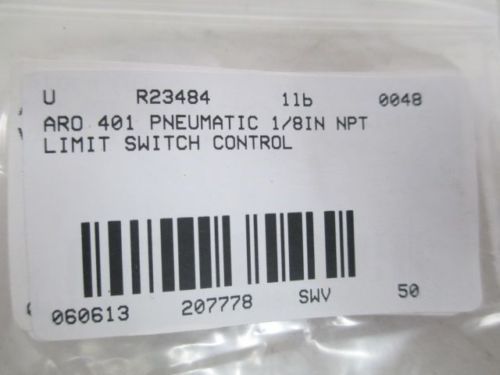 U R23484 1lb 0048
ARO 401 PNEUMATIC 1/8IN NPT
LIMIT SWITCH CONTROL
060613 207778 SWV 50